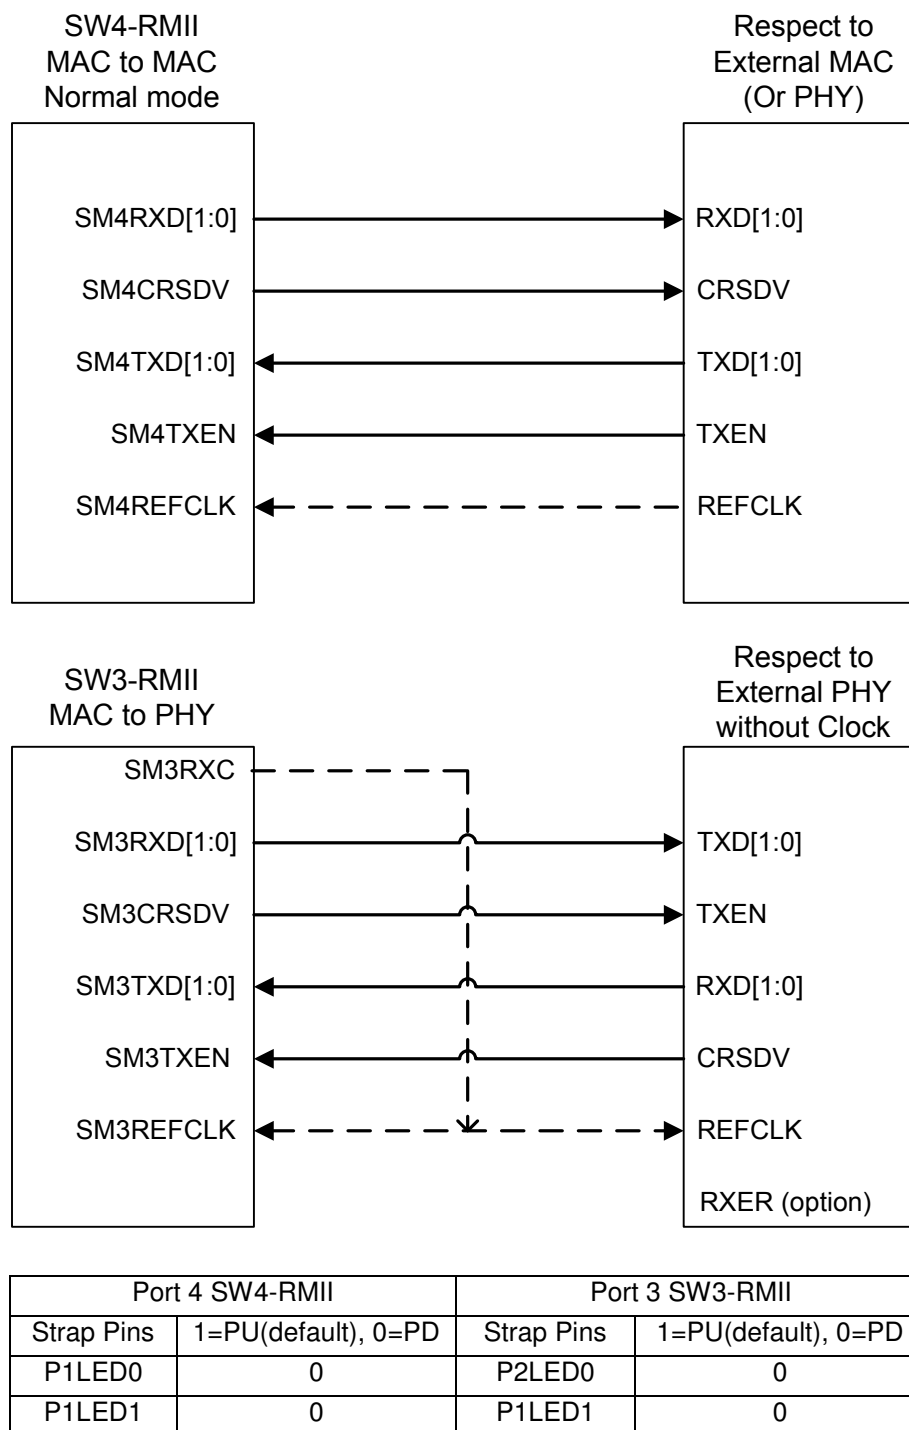 SW4-RMII
MAC to MAC
Normal mode
Respect to
External MAC
(Or PHY)
SM4RXD[1:0] RXD[1:0]
SM4CRSDV CRSDV
SM4TXD[1:0] TXD[1:0]
SM4TXEN TXEN
SM4REFCLK REFCLK
SW3-RMII
MAC to PHY
Respect to
External PHY
without Clock
SM3RXC
SM3RXD[1:0] TXD[1:0]
SM3CRSDV TXEN
SM3TXD[1:0] RXD[1:0]
SM3TXEN CRSDV
SM3REFCLK REFCLK
RXER (option)
Port 4 SW4-RMII Port 3 SW3-RMII
Strap Pins 1=PU(default), 0=PD Strap Pins 1=PU(default), 0=PD
P1LED0 0 P2LED0 0
P1LED1 0 P1LED1 0